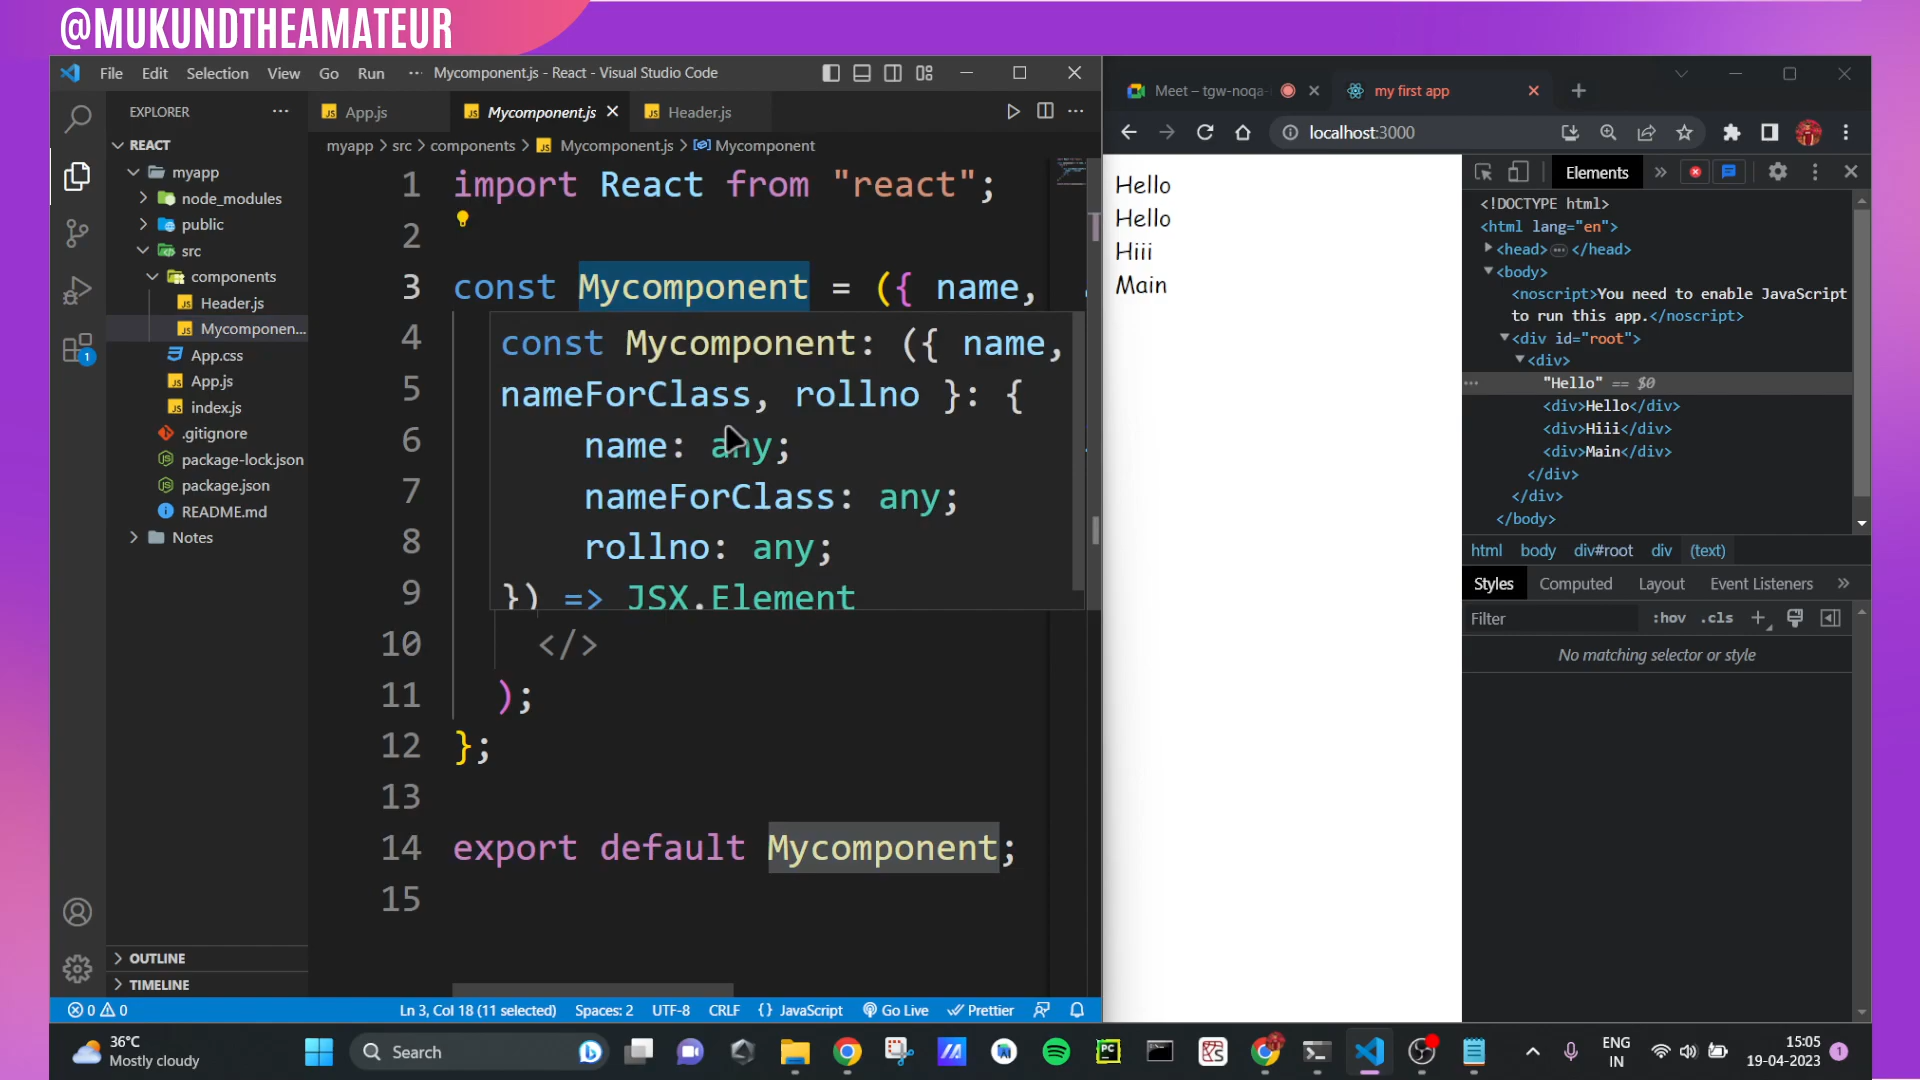 @MUKUNDTHEAMATEUR
File Edit Selection View Go Run ··· Mycomponent.js - React - Visual Studio Code
EXPLORER ···
App.js
Mycomponent.js
Header.js
REACT
myapp
node_modules
public
src
components
Header.js
Mycomponen...
App.css
App.js
index.js
.gitignore
package-lock.json
package.json
README.md
Notes
OUTLINE
TIMELINE
1
myapp > src > components > Mycomponent.js > Mycomponent
1 import React from "react";
2
3 const Mycomponent = ({ name,
4
5
6
7
8
9
10 </>
11 );
12 };
13
14 export default Mycomponent;
15
const Mycomponent: ({ name,
nameForClass, rollno }: {
name: any;
nameForClass: any;
rollno: any;
}) => JSX.Element
0 0 Ln 3, Col 18 (11 selected) Spaces: 2 UTF-8 CRLF {} JavaScript Go Live Prettier
Meet – tgw-noqa-
my first app
localhost:3000
Hello
Hello
Hiii
Main
Elements
<!DOCTYPE html>
<html lang="en">
<head> ··· </head>
<body>
<noscript>You need to enable JavaScript
to run this app.</noscript>
<div id="root">
<div>
"Hello" == $0
<div>Hello</div>
<div>Hiii</div>
<div>Main</div>
</div>
</div>
</body>
html body div#root div (text)
Styles Computed Layout Event Listeners
Filter :hov .cls
No matching selector or style
36°C
Mostly cloudy
Search
PC
ENG
IN
15:05
19-04-2023
1